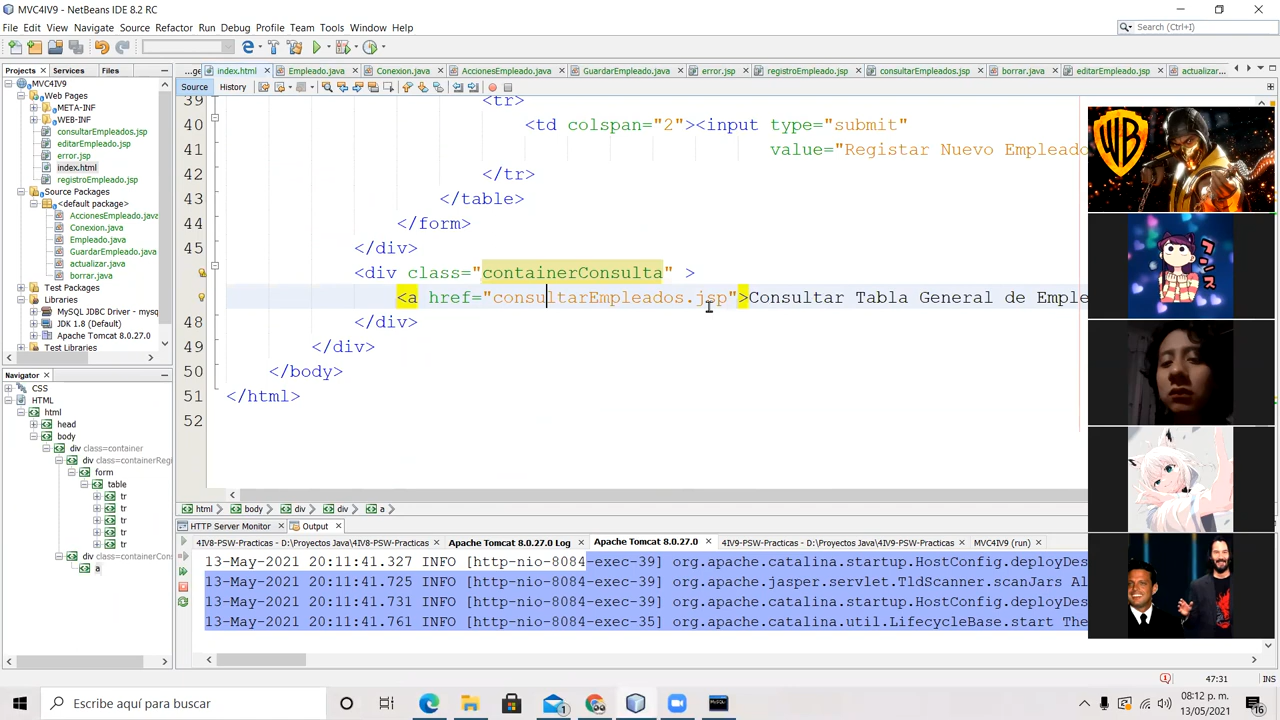 MVC4IV9 - NetBeans IDE 8.2 RC
File Edit View Navigate Source Refactor Run Debug Profile Team Tools Window Help
Search (Ctrl+I)
Projects Services Files
...ge index.html Empleado.java Conexion.java AccionesEmpleado.java GuardarEmpleado.java error.jsp registroEmpleado.jsp consultarEmpleados.jsp borrar.java editarEmpleado.jsp actualizar....
Source History
MVC4IV9
Web Pages
META-INF
WEB-INF
consultarEmpleados.jsp
editarEmpleado.jsp
error.jsp
index.html
registroEmpleado.jsp
Source Packages
<default package>
AccionesEmpleado.java
Conexion.java
Empleado.java
GuardarEmpleado.java
actualizar.java
borrar.java
Test Packages
Libraries
MySQL JDBC Driver - mysql
JDK 1.8 (Default)
Apache Tomcat 8.0.27.0
Test Libraries
39 <tr>
40 <td colspan="2"><input type="submit"
41 value="Registar Nuevo Empleado
42 </tr>
43 </table>
44 </form>
45 </div>
<div class="containerConsulta" >
<a href="consultarEmpleados.jsp">Consultar Tabla General de Emple
48 </div>
49 </div>
50 </body>
51 </html>
52
WB
Navigator
CSS
HTML
html
head
body
div class=container
div class=containerRegi
form
table
tr
tr
tr
tr
tr
div class=containerCons
a
html body div div a
HTTP Server Monitor Output
4IV8-PSW-Practicas - D:\Proyectos Java\4IV8-PSW-Practicas Apache Tomcat 8.0.27.0 Log Apache Tomcat 8.0.27.0 4IV9-PSW-Practicas - D:\Proyectos Java\4IV9-PSW-Practicas MVC4IV9 (run)
13-May-2021 20:11:41.327 INFO [http-nio-8084-exec-39] org.apache.catalina.startup.HostConfig.deployDes
13-May-2021 20:11:41.725 INFO [http-nio-8084-exec-39] org.apache.jasper.servlet.TldScanner.scanJars Al
13-May-2021 20:11:41.731 INFO [http-nio-8084-exec-39] org.apache.catalina.startup.HostConfig.deployDes
13-May-2021 20:11:41.761 INFO [http-nio-8084-exec-35] org.apache.catalina.util.LifecycleBase.start The
47:31 INS
Escribe aquí para buscar
08:12 p. m.
13/05/2021
16